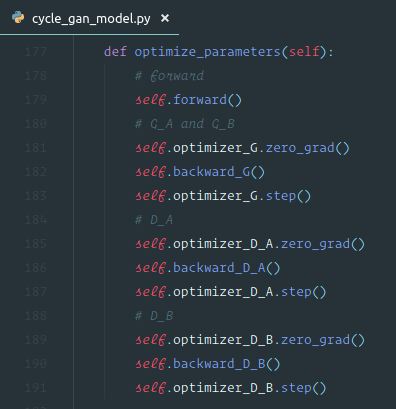 cycle_gan_model.py ×
177 def optimize_parameters(self):
178 # forward
179 self.forward()
180 # G_A and G_B
181 self.optimizer_G.zero_grad()
182 self.backward_G()
183 self.optimizer_G.step()
184 # D_A
185 self.optimizer_D_A.zero_grad()
186 self.backward_D_A()
187 self.optimizer_D_A.step()
188 # D_B
189 self.optimizer_D_B.zero_grad()
190 self.backward_D_B()
191 self.optimizer_D_B.step()